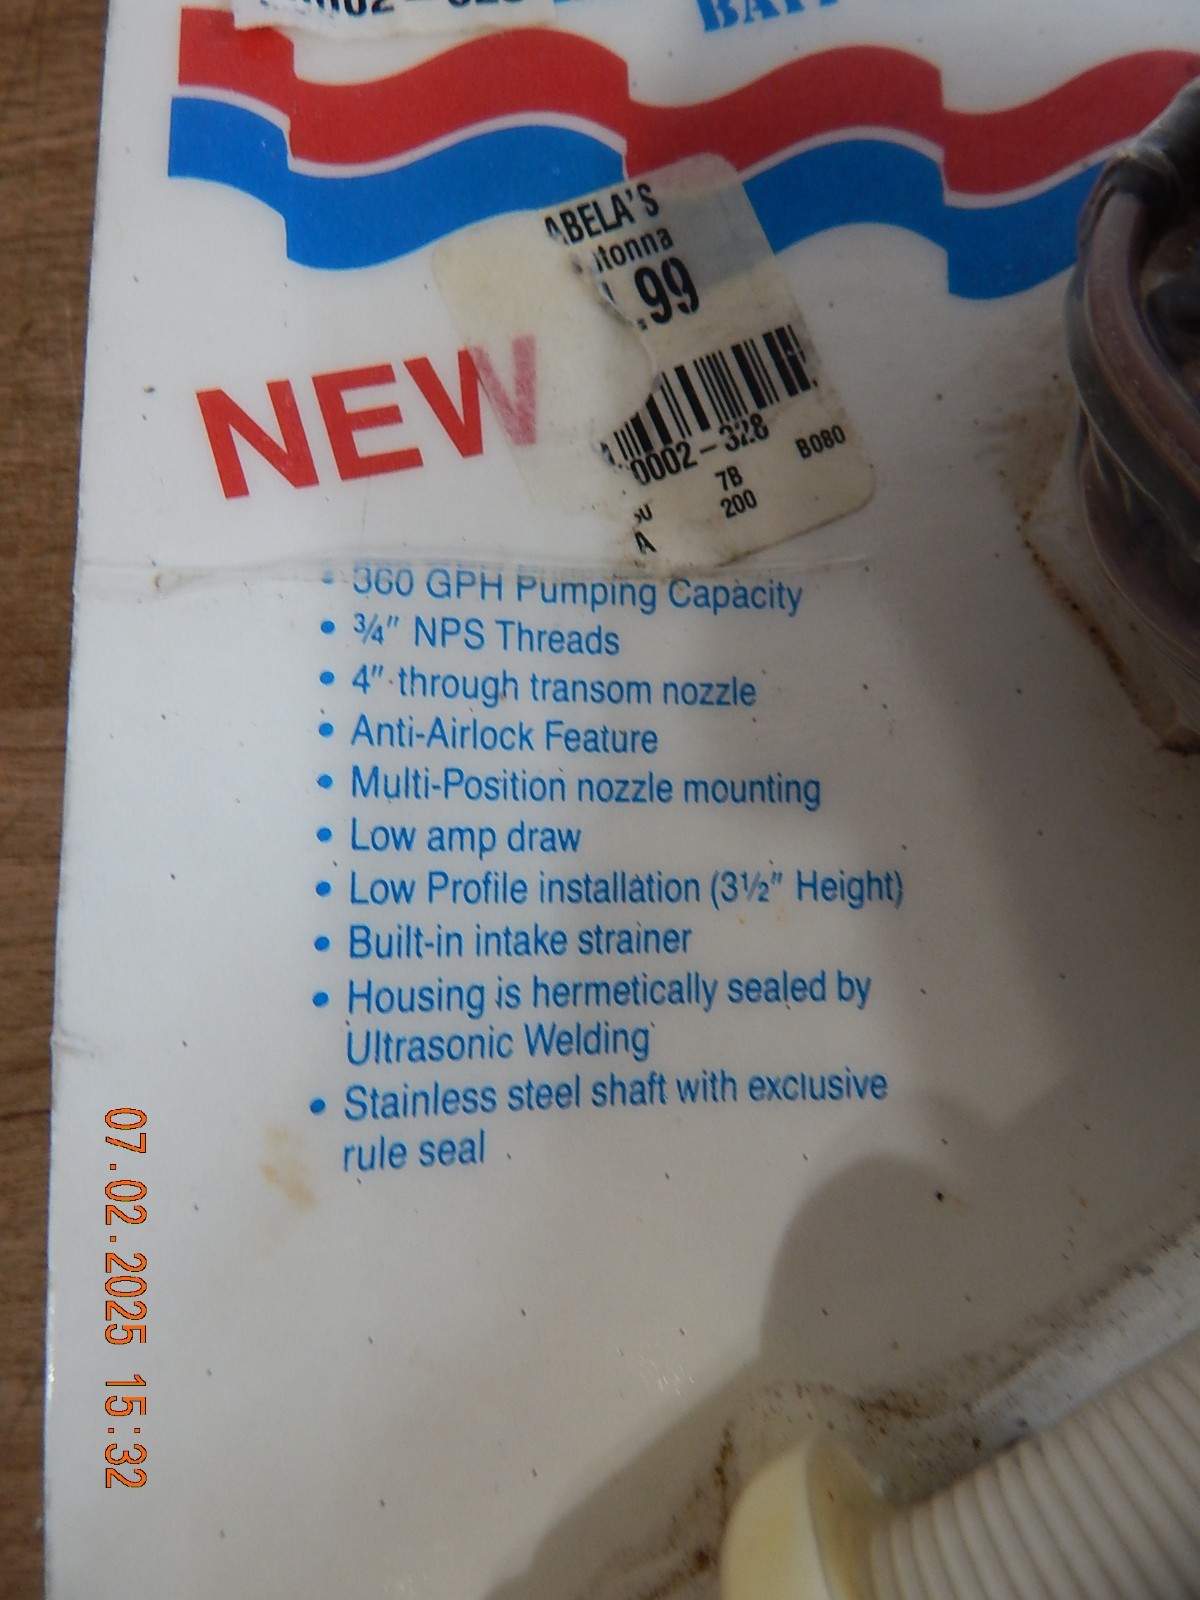 BAIT
ABELA'S
.99
NEW
0002-328 B080
7B
200
A
• 360 GPH Pumping Capacity
• ¾" NPS Threads
• 4" through transom nozzle
• Anti-Airlock Feature
• Multi-Position nozzle mounting
• Low amp draw
• Low Profile installation (3½" Height)
• Built-in intake strainer
• Housing is hermetically sealed by
Ultrasonic Welding
• Stainless steel shaft with exclusive
rule seal
07.02.2025 15:32